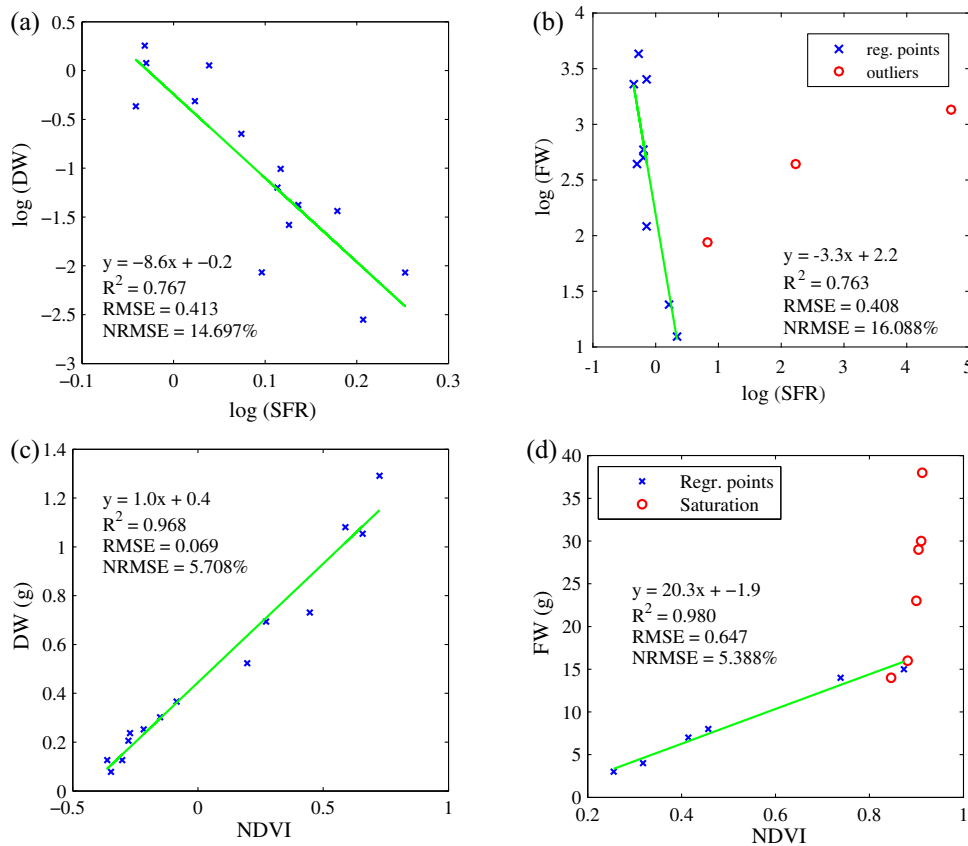 (a)
0.5
0
−0.5
−1
−1.5
−2
−2.5
−3
log (DW)
y = −8.6x + −0.2
R² = 0.767
RMSE = 0.413
NRMSE = 14.697%
−0.1 0 0.1 0.2 0.3
log (SFR)
(b)
4
3.5
3
2.5
2
1.5
1
log (FW)
reg. points
outliers
y = -3.3x + 2.2
R² = 0.763
RMSE = 0.408
NRMSE = 16.088%
-1 0 1 2 3 4 5
log (SFR)
(c)
1.4
1.2
1
0.8
0.6
0.4
0.2
0
DW (g)
y = 1.0x + 0.4
R² = 0.968
RMSE = 0.069
NRMSE = 5.708%
−0.5 0 0.5 1
NDVI
(d)
40
35
30
25
20
15
10
5
0
FW (g)
Regr. points
Saturation
y = 20.3x + −1.9
R² = 0.980
RMSE = 0.647
NRMSE = 5.388%
0.2 0.4 0.6 0.8 1
NDVI